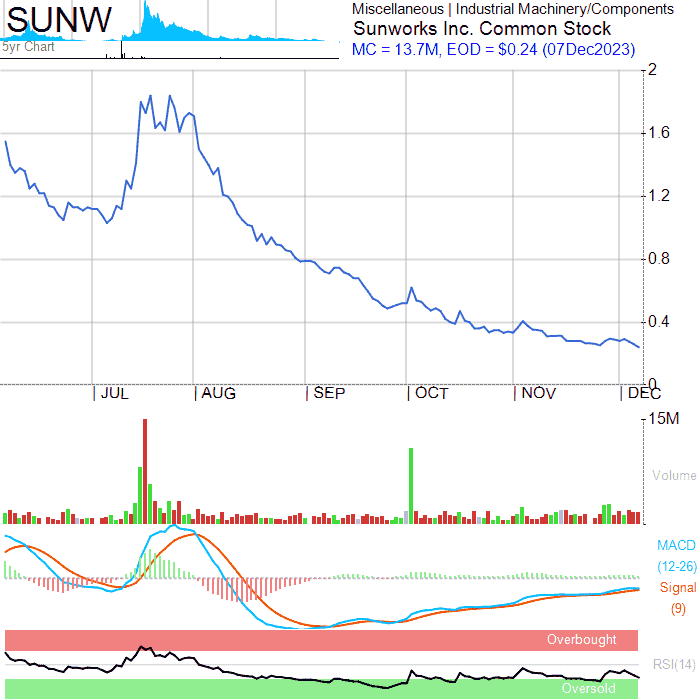 SUNW
5yr Chart
Miscellaneous | Industrial Machinery/Components
Sunworks Inc. Common Stock
MC = 13.7M, EOD = $0.24 (07Dec2023)
2
1.6
1.2
0.8
0.4
0
JUL AUG SEP OCT NOV DEC
15M
Volume
MACD
(12-26)
Signal
(9)
Overbought
RSI(14)
Oversold